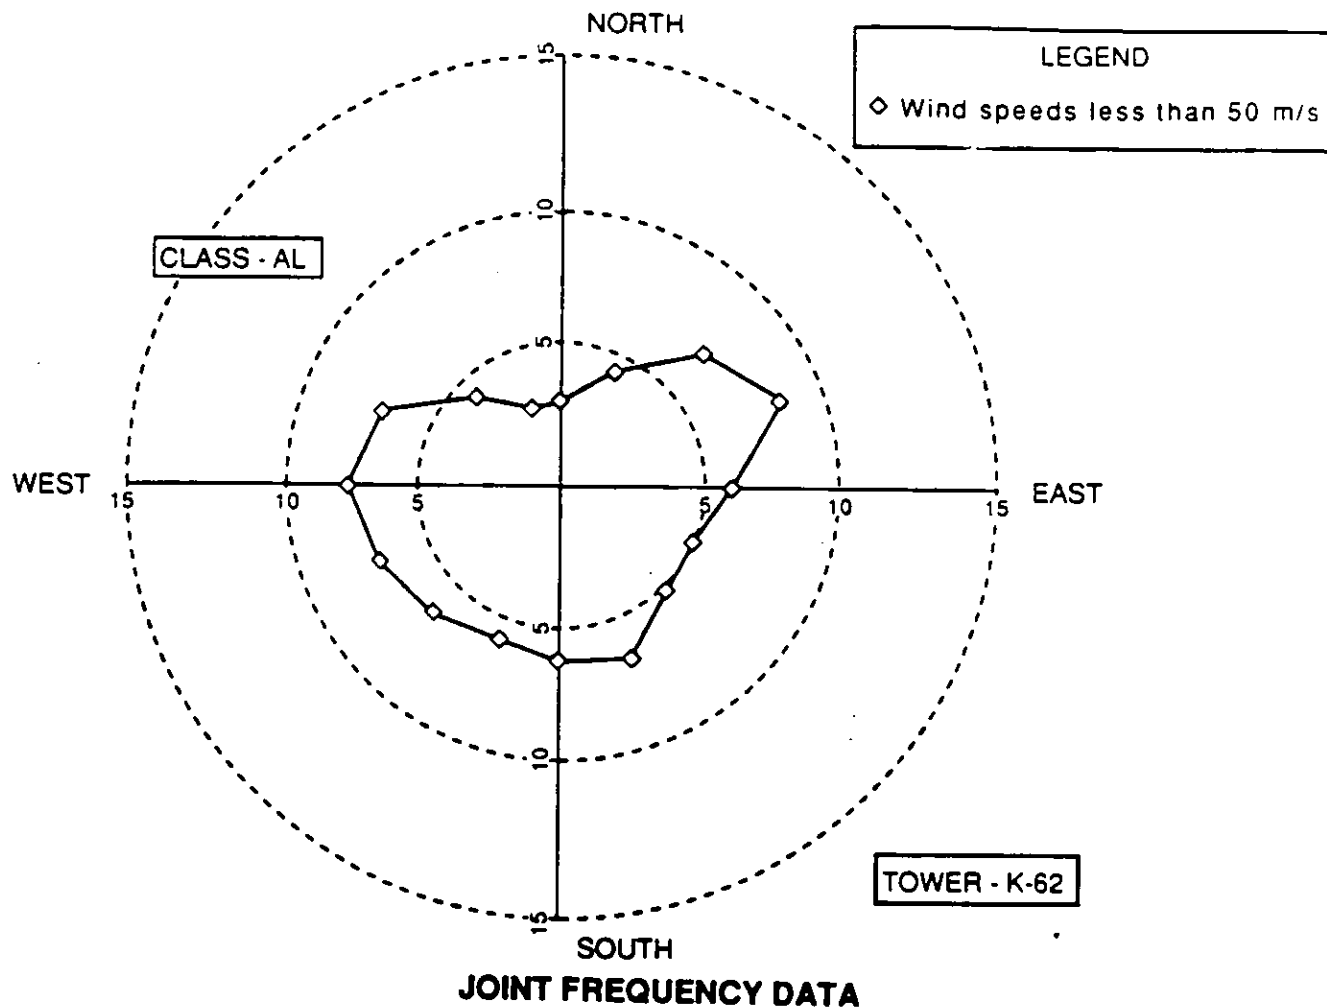 NORTH
15
LEGEND
Wind speeds less than 50 m/s
10
CLASS - AL
5
WEST
15 10 5 5 10 15
EAST
5
10
TOWER - K-62
15
SOUTH
JOINT FREQUENCY DATA